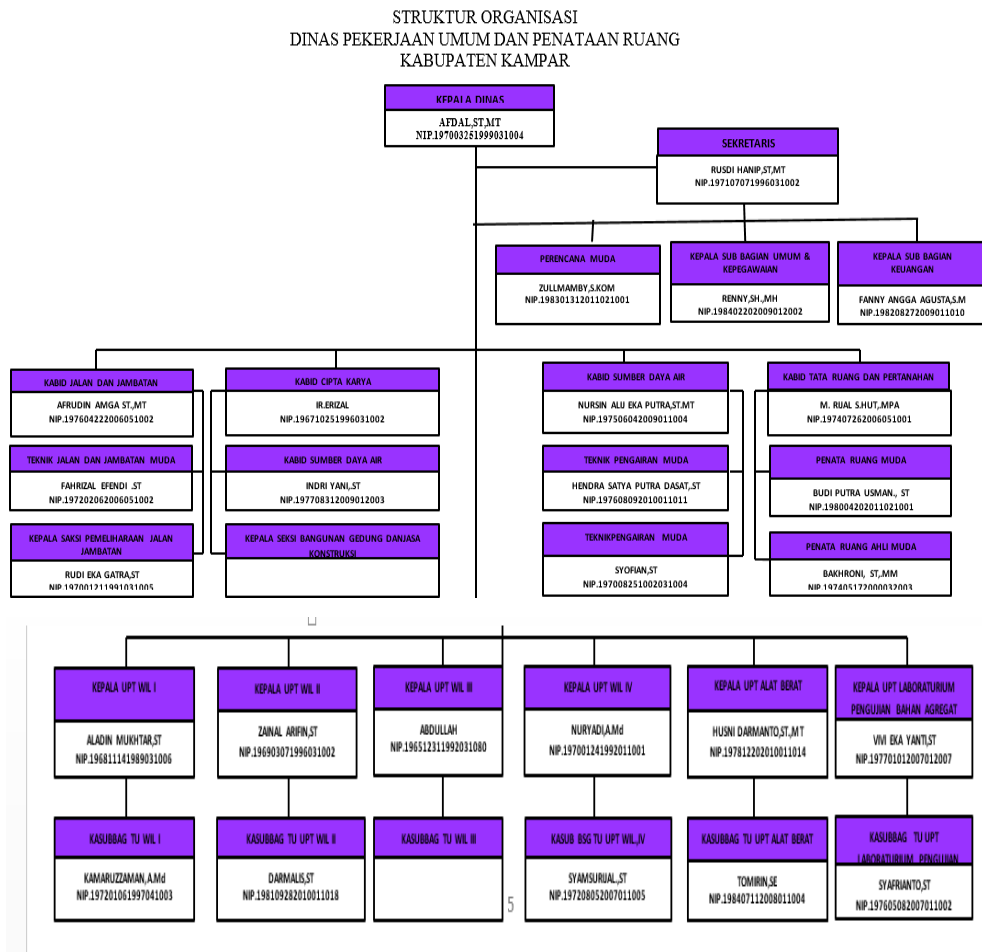 STRUKTUR ORGANISASI
DINAS PEKERJAAN UMUM DAN PENATAAN RUANG
KABUPATEN KAMPAR
KEPALA DINAS
AFDAL,ST,MT
NIP.197003251999031004
SEKRETARIS
RUSDI HANIP,ST,MT
NIP.197107071996031002
PERENCANA MUDA
ZULLMAMBY,S.KOM
NIP.198301312011021001
KEPALA SUB BAGIAN UMUM &
KEPEGAWAIAN
RENNY,SH.,MH
NIP.198402202009012002
KEPALA SUB BAGIAN
KEUANGAN
FANNY ANGGA AGUSTA,S.M
NIP.198208272009011010
KABID JALAN DAN JAMBATAN
AFRUDIN AMGA ST.,MT
NIP.197604222006051002
KABID CIPTA KARYA
IR.ERIZAL
NIP.196710251996031002
KABID SUMBER DAYA AIR
NURSIN ALU EKA PUTRA,ST.MT
NIP.197506042009011004
KABID TATA RUANG DAN PERTANAHAN
M. RIJAL S.HUT,.MPA
NIP.197407262006051001
TEKNIK JALAN DAN JAMBATAN MUDA
FAHRIZAL EFENDI .ST
NIP.197202062006051002
KABID SUMBER DAYA AIR
INDRI YANI,.ST
NIP.197708312009012003
TEKNIK PENGAIRAN MUDA
HENDRA SATYA PUTRA DASAT,.ST
NIP.197608092010011011
PENATA RUANG MUDA
BUDI PUTRA USMAN., ST
NIP.198004202011021001
KEPALA SAKSI PEMELIHARAAN JALAN
JAMBATAN
RUDI EKA GATRA,ST
NIP.197001211991031005
KEPALA SEKSI BANGUNAN GEDUNG DANJASA
KONSTRUKSI
TEKNIKPENGAIRAN MUDA
SYOFIAN,ST
NIP.197008251002031004
PENATA RUANG AHLI MUDA
BAKHRONI, ST,.MM
NIP.197405172000032003
KEPALA UPT WIL I
ALADIN MUKHTAR,ST
NIP.196811141989031006
KEPALA UPT WIL II
ZAINAL ARIFIN,ST
NIP.196903071996031002
KEPALA UPT WIL III
ABDULLAH
NIP.196512311992031080
KEPALA UPT WIL IV
NURYADI,A.Md
NIP.197001241992011001
KEPALA UPT ALAT BERAT
HUSNI DARMANTO,ST.,MT
NIP.197812202010011014
KEPALA UPT LABORATURIUM
PENGUJIAN BAHAN AGREGAT
VIVI EKA YANTI,ST
NIP.197701012007012007
KASUBBAG TU WIL I
KAMARUZZAMAN,A.Md
NIP.197201061997041003
KASUBBAG TU UPT WIL II
DARMALIS,ST
NIP.198109282010011018
KASUBBAG TU WIL III
KASUB BSG TU UPT WIL.,IV
SYAMSURIJAL,ST
NIP.197208052007011005
KASUBBAG TU UPT ALAT BERAT
TOMIRIN,SE
NIP.198407112008011004
KASUBBAG TU UPT
LABORATURIUM PENGUJIAN
SYAFRIANTO,ST
NIP.197605082007011002
5